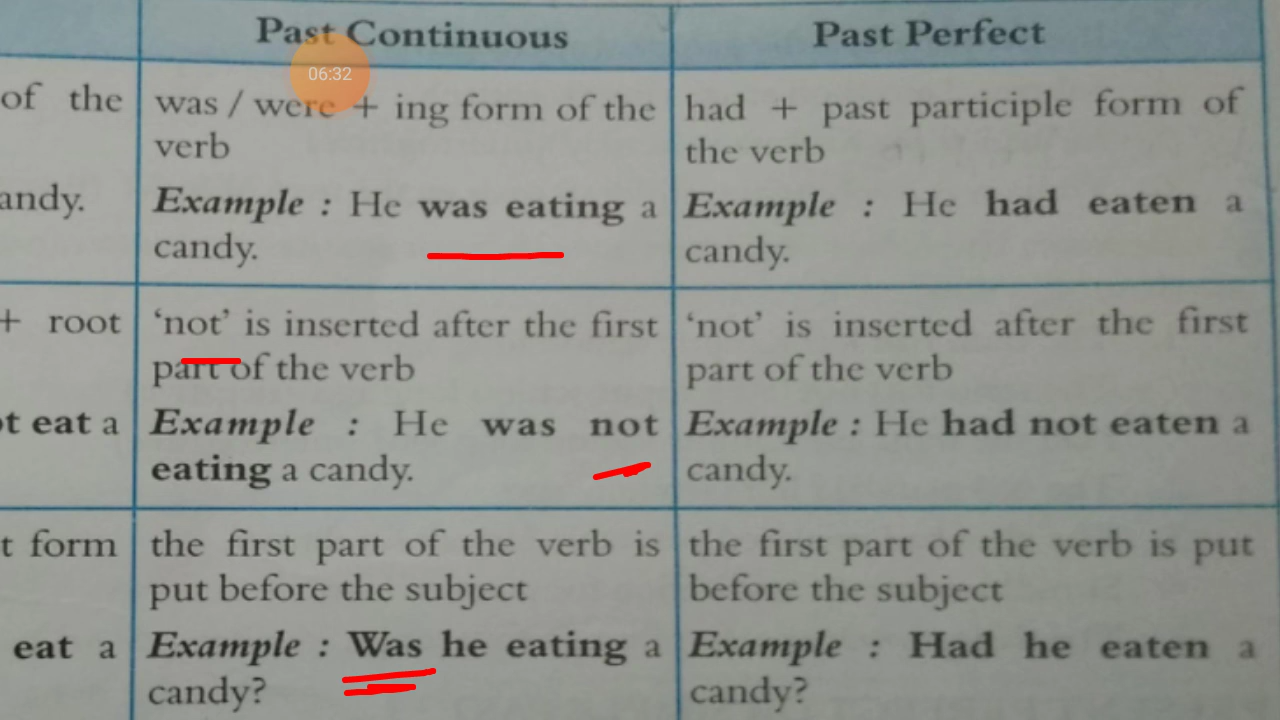 Past Continuous
Past Perfect
06:32
of the
was / were + ing form of the
verb
had + past participle form of
the verb
andy.
Example : He was eating a
candy.
Example : He had eaten a
candy.
+ root
'not' is inserted after the first
part of the verb
'not' is inserted after the first
part of the verb
t eat a
Example : He was not
eating a candy.
Example : He had not eaten a
candy.
t form
the first part of the verb is
put before the subject
the first part of the verb is put
before the subject
eat a
Example : Was he eating a
candy?
Example : Had he eaten a
candy?